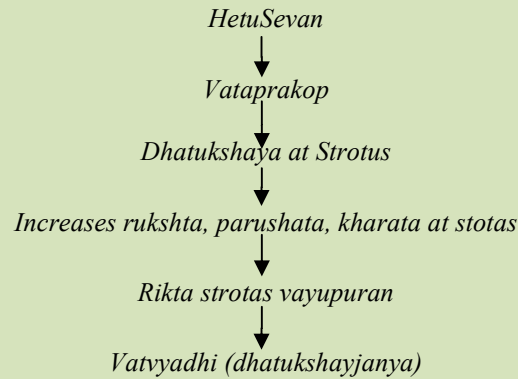 HetuSevan
Vataprakop
Dhatukshaya at Strotus
Increases rukshta, parushata, kharata at stotas
Rikta strotas vayupuran
Vatvyadhi (dhatukshayjanya)